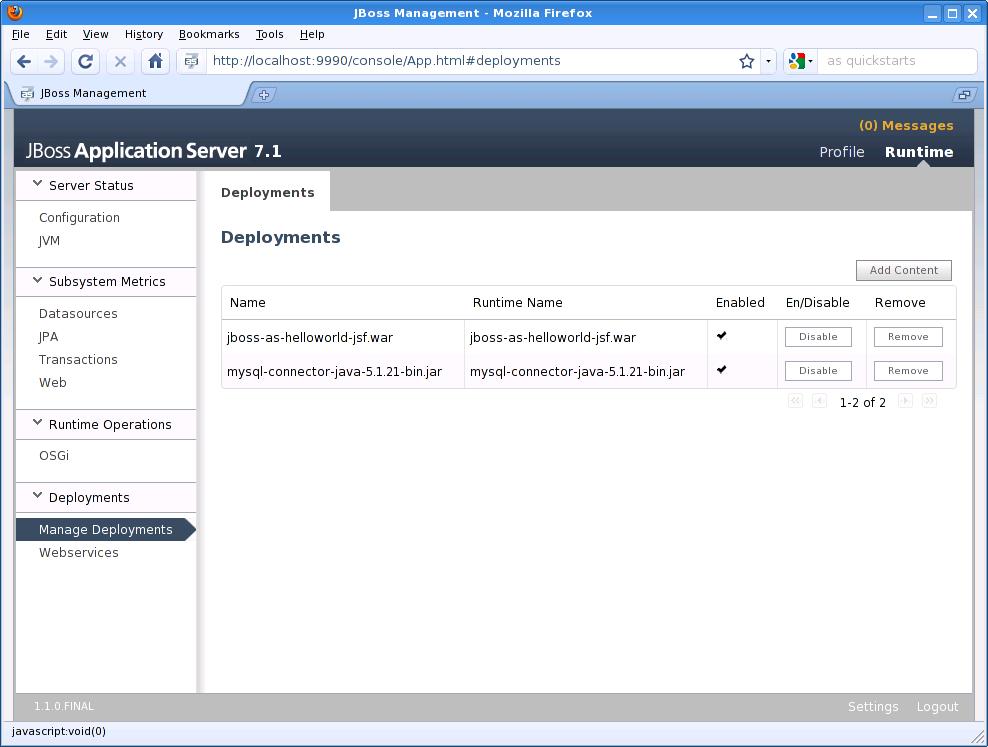 JBoss Management - Mozilla Firefox
File Edit View History Bookmarks Tools Help
http://localhost:9990/console/App.html#deployments
as quickstarts
JBoss Management
(0) Messages
JBoss Application Server 7.1
Profile Runtime
Server Status
Configuration
JVM
Subsystem Metrics
Datasources
JPA
Transactions
Web
Runtime Operations
OSGi
Deployments
Manage Deployments
Webservices
Deployments
Deployments
Add Content
Name Runtime Name Enabled En/Disable Remove
jboss-as-helloworld-jsf.war jboss-as-helloworld-jsf.war Disable Remove
mysql-connector-java-5.1.21-bin.jar mysql-connector-java-5.1.21-bin.jar Disable Remove
1-2 of 2
1.1.0.FINAL
Settings Logout
javascript:void(0)